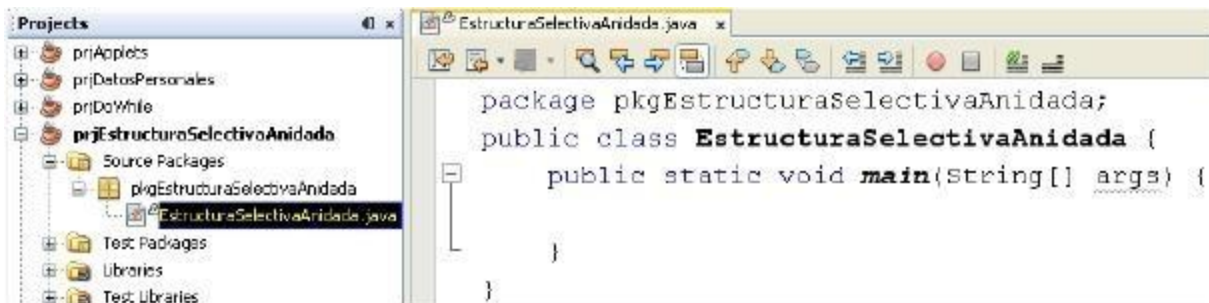 Projects
prjApplets
prjDatosPersonales
prjDoWhile
prjEstructuraSelectivaAnidada
Source Packages
pkgEstructuraSelectivaAnidada
EstructuraSelectivaAnidada.java
Test Packages
Libraries
Test Libraries
EstructuraSelectivaAnidada.java x
package pkgEstructuraSelectivaAnidada;
public class EstructuraSelectivaAnidada {
public static void main(String[] args) {
}
}